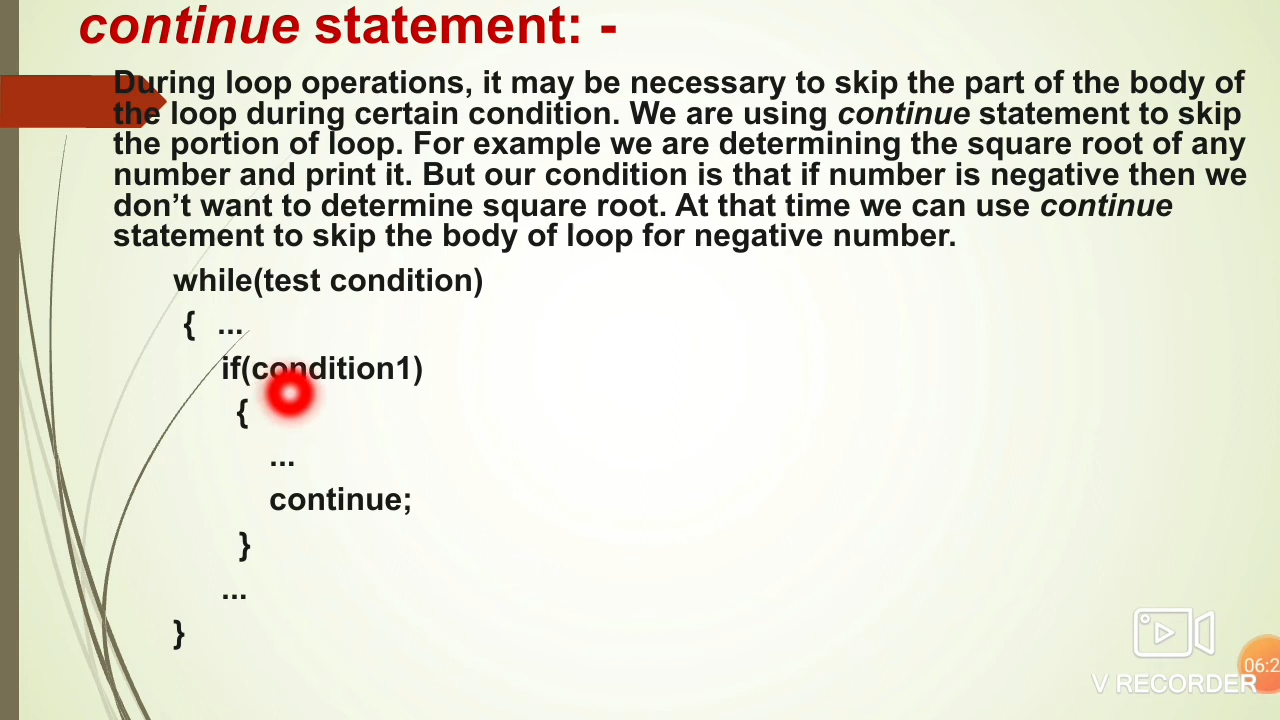 continue statement: -
During loop operations, it may be necessary to skip the part of the body of
the loop during certain condition. We are using continue statement to skip
the portion of loop. For example we are determining the square root of any
number and print it. But our condition is that if number is negative then we
don’t want to determine square root. At that time we can use continue
statement to skip the body of loop for negative number.
while(test condition)
{ ...
if(condition1)
{
...
continue;
}
...
}
V RECORDER
06:2